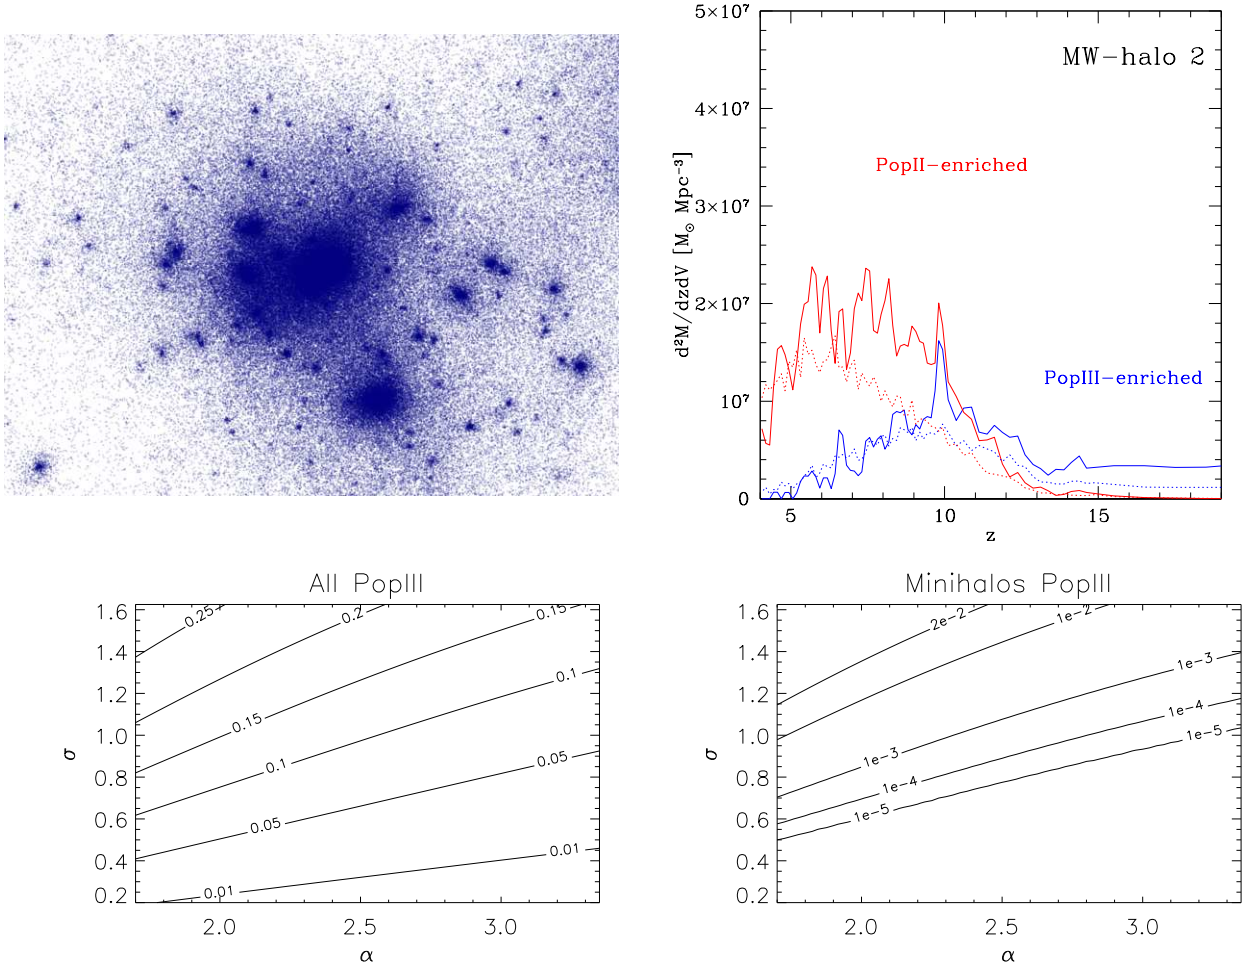 5×10⁷
4×10⁷
3×10⁷
2×10⁷
10⁷
0
d²M/dzdV [M⊙ Mpc⁻³]
MW−halo 2
PopII−enriched
PopIII−enriched
5
10
15
z
All PopIII
1.6
1.4
1.2
1.0
0.8
0.6
0.4
0.2
σ
0.25
0.2
0.15
0.15
0.1
0.1
0.05
0.05
0.01
0.01
2.0
2.5
3.0
α
Minihalos PopIII
1.6
1.4
1.2
1.0
0.8
0.6
0.4
0.2
σ
2e−2
1e−2
1e−3
1e−3
1e−4
1e−4
1e−5
1e−5
2.0
2.5
3.0
α